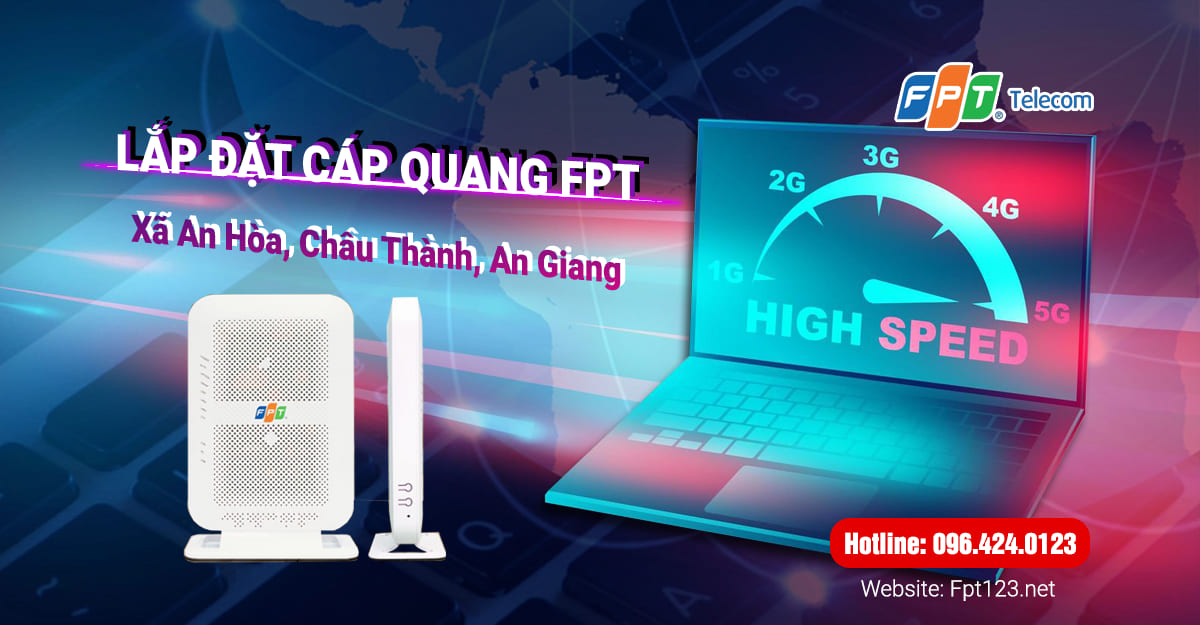 FPT® Telecom
LẮP ĐẶT CÁP QUANG FPT
Xã An Hòa, Châu Thành, An Giang
1G
2G
3G
4G
5G
HIGH SPEED
FPT
Hotline: 096.424.0123
Website: Fpt123.net